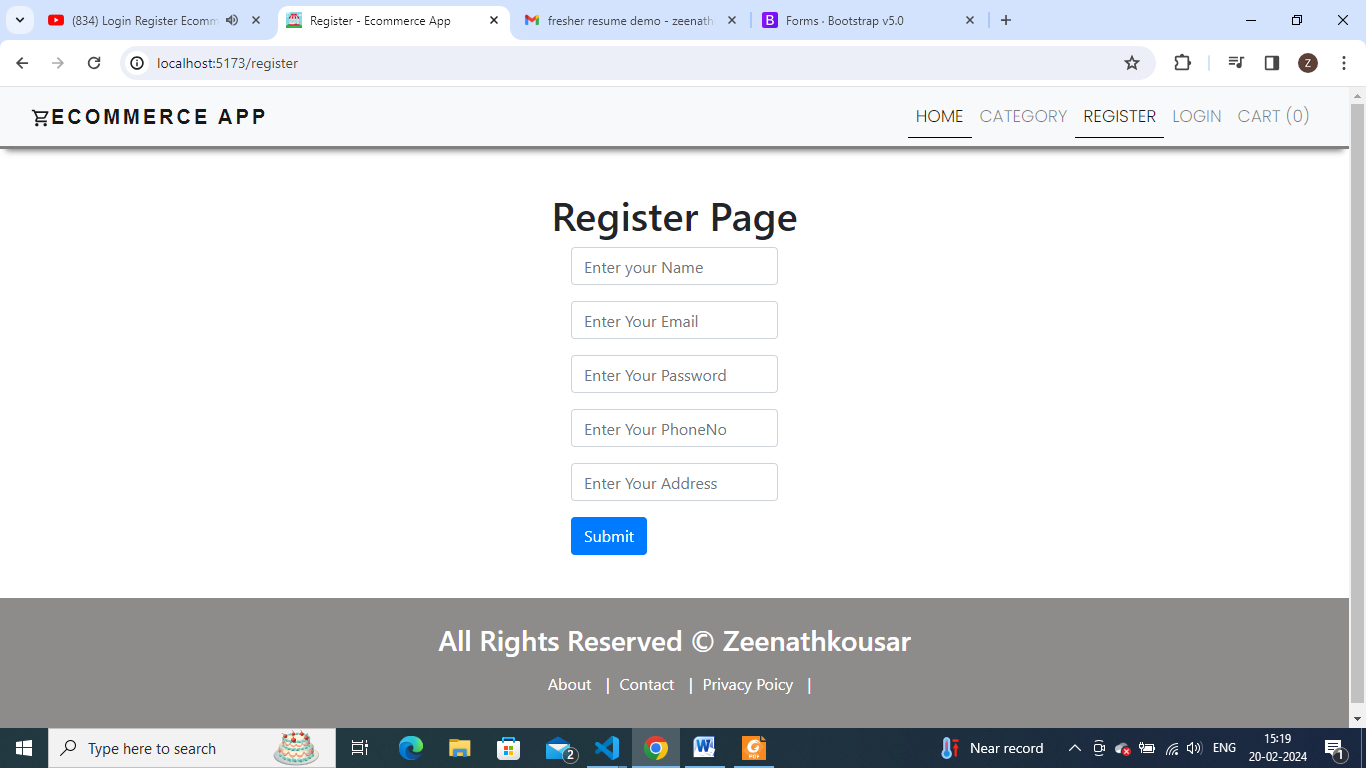 (834) Login Register Ecomm
Register - Ecommerce App
fresher resume demo - zeenath
B Forms · Bootstrap v5.0
localhost:5173/register
Z
ECOMMERCE APP
HOME CATEGORY REGISTER LOGIN CART (0)
Register Page
Enter your Name
Enter Your Email
Enter Your Password
Enter Your PhoneNo
Enter Your Address
Submit
All Rights Reserved © Zeenathkousar
About | Contact | Privacy Poicy |
Type here to search
2
W
PDF
Near record
ENG
15:19
20-02-2024
1